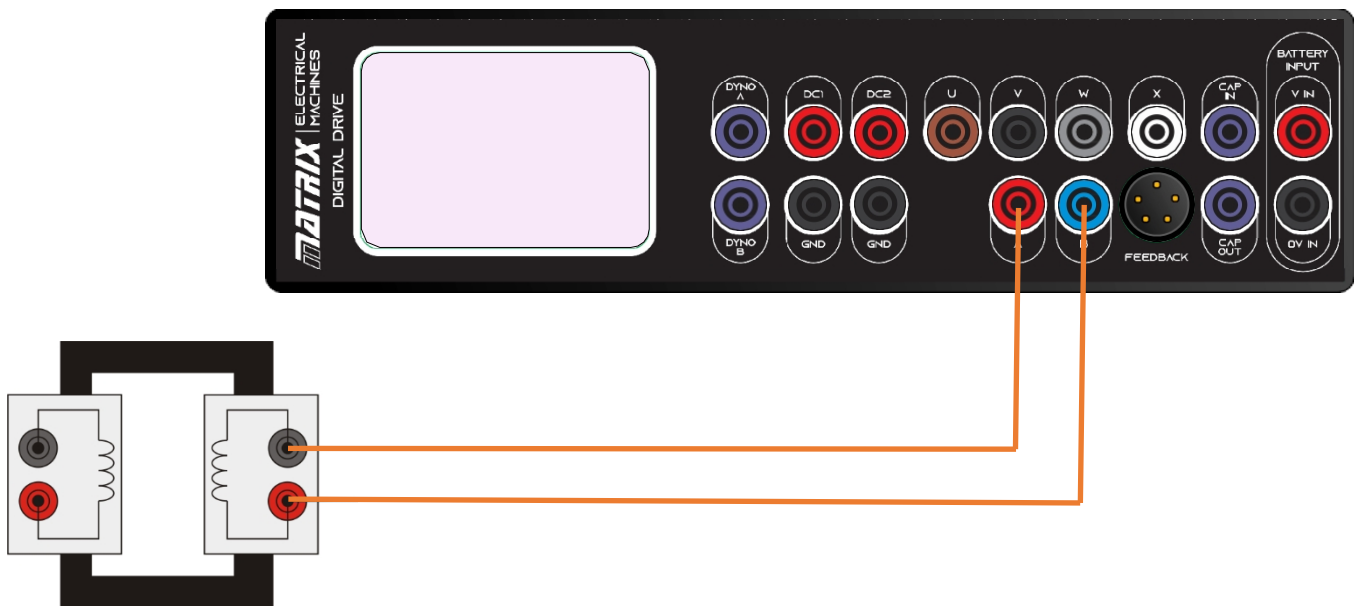 MATRIX
ELECTRICAL
MACHINES
DIGITAL DRIVE
DYNO
A
DC1
DC2
U
V
W
X
CAP
IN
BATTERY
INPUT
V IN
DYNO
B
GND
GND
A
B
FEEDBACK
CAP
OUT
0V IN